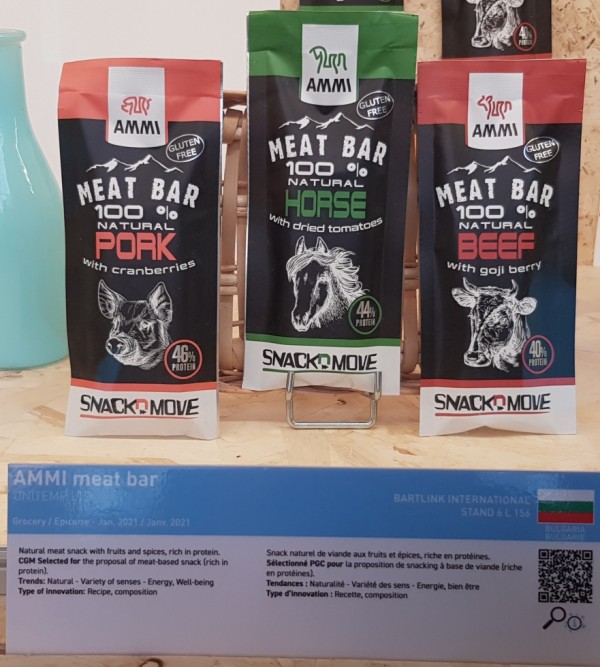 AMMI
GLUTEN
FREE
MEAT BAR
100 %
NATURAL
PORK
with cranberries
46%
PROTEIN
SNACK'N MOVE
AMMI
GLUTEN
FREE
MEAT BAR
100 %
NATURAL
HORSE
with dried tomatoes
44%
PROTEIN
SNACK'N MOVE
AMMI
GLUTEN
FREE
MEAT BAR
100 %
NATURAL
BEEF
with goji berry
40%
PROTEIN
SNACK'N MOVE
PROTEIN
AMMI meat bar
BARTLINK INTERNATIONAL
STAND 6 L 156
BULGARIA
BULGARIE
Grocery / Epicerie - Jan. 2021 / Janv. 2021
Natural meat snack with fruits and spices, rich in protein.
CGM Selected for the proposal of meat-based snack (rich in
protein).
Trends: Natural - Variety of senses - Energy, Well-being
Type of innovation: Recipe, composition
Snack naturel de viande aux fruits et épices, riche en protéines.
Sélectionné PGC pour la proposition de snacking à base de viande (riche
en protéines).
Tendances : Naturalité - Variété des sens - Energie, bien être
Type d'innovation : Recette, composition